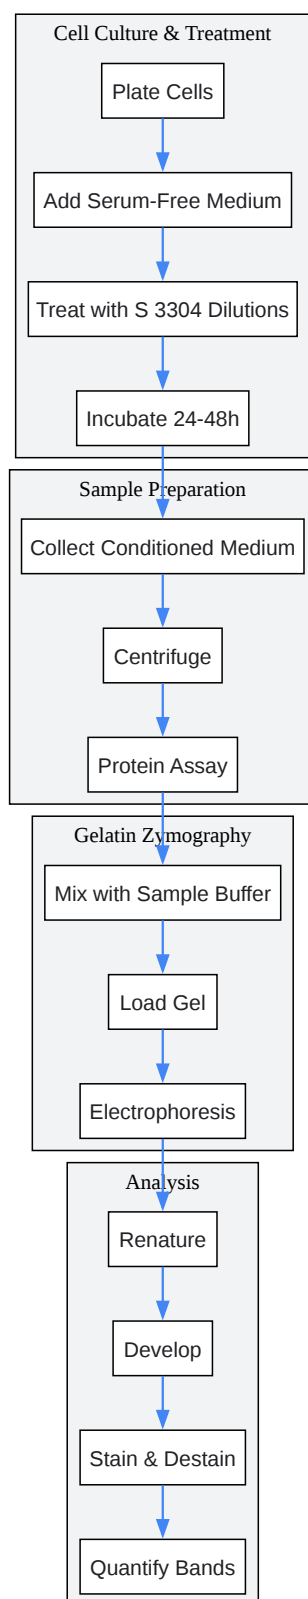 Cell Culture & Treatment
Plate Cells
Add Serum-Free Medium
Treat with S 3304 Dilutions
Incubate 24-48h
Sample Preparation
Collect Conditioned Medium
Centrifuge
Protein Assay
Gelatin Zymography
Mix with Sample Buffer
Load Gel
Electrophoresis
Analysis
Renature
Develop
Stain & Destain
Quantify Bands